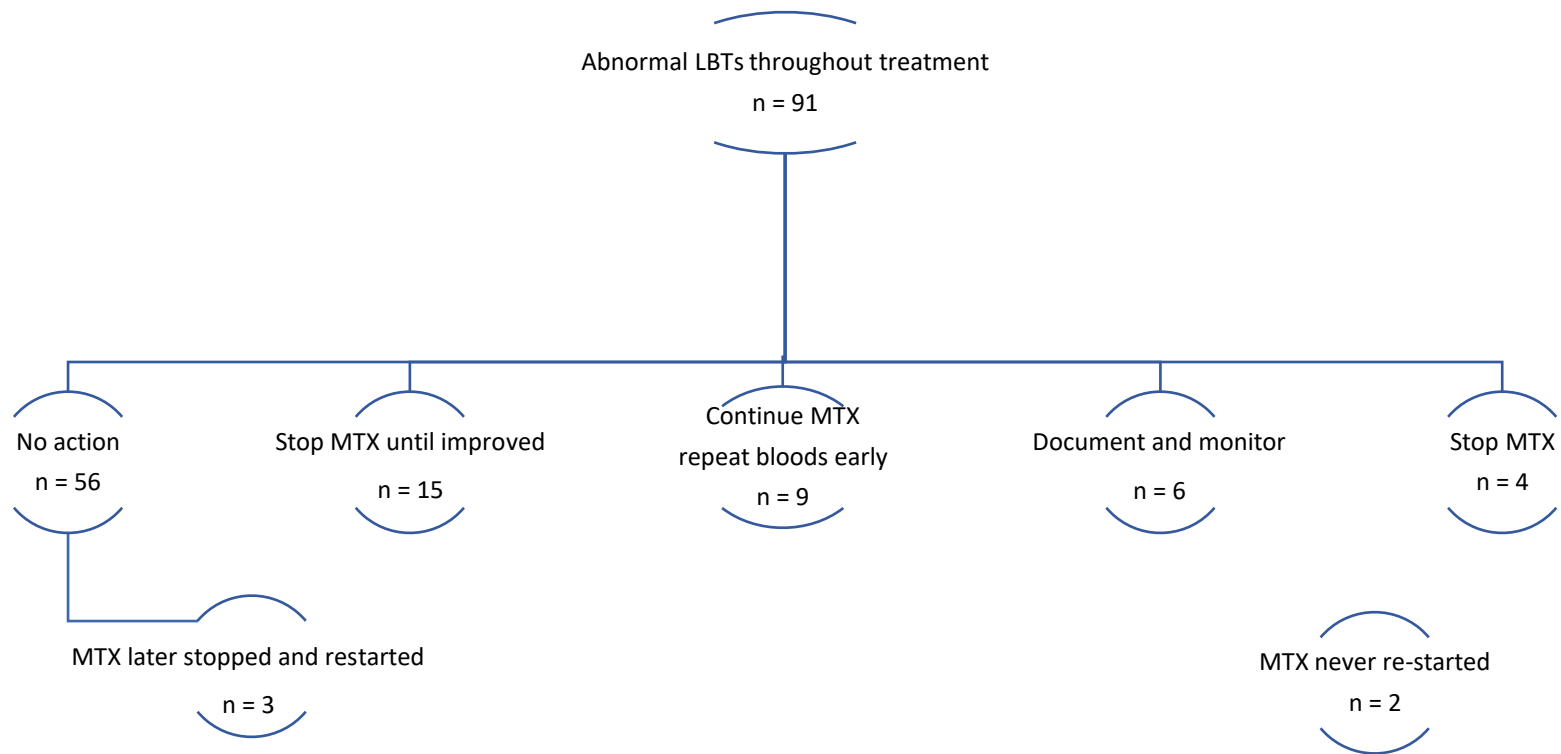 Abnormal LBTs throughout treatment
n = 91
No action
n = 56
Stop MTX until improved
n = 15
Continue MTX
repeat bloods early
n = 9
Document and monitor
n = 6
Stop MTX
n = 4
MTX later stopped and restarted
n = 3
MTX never re-started
n = 2